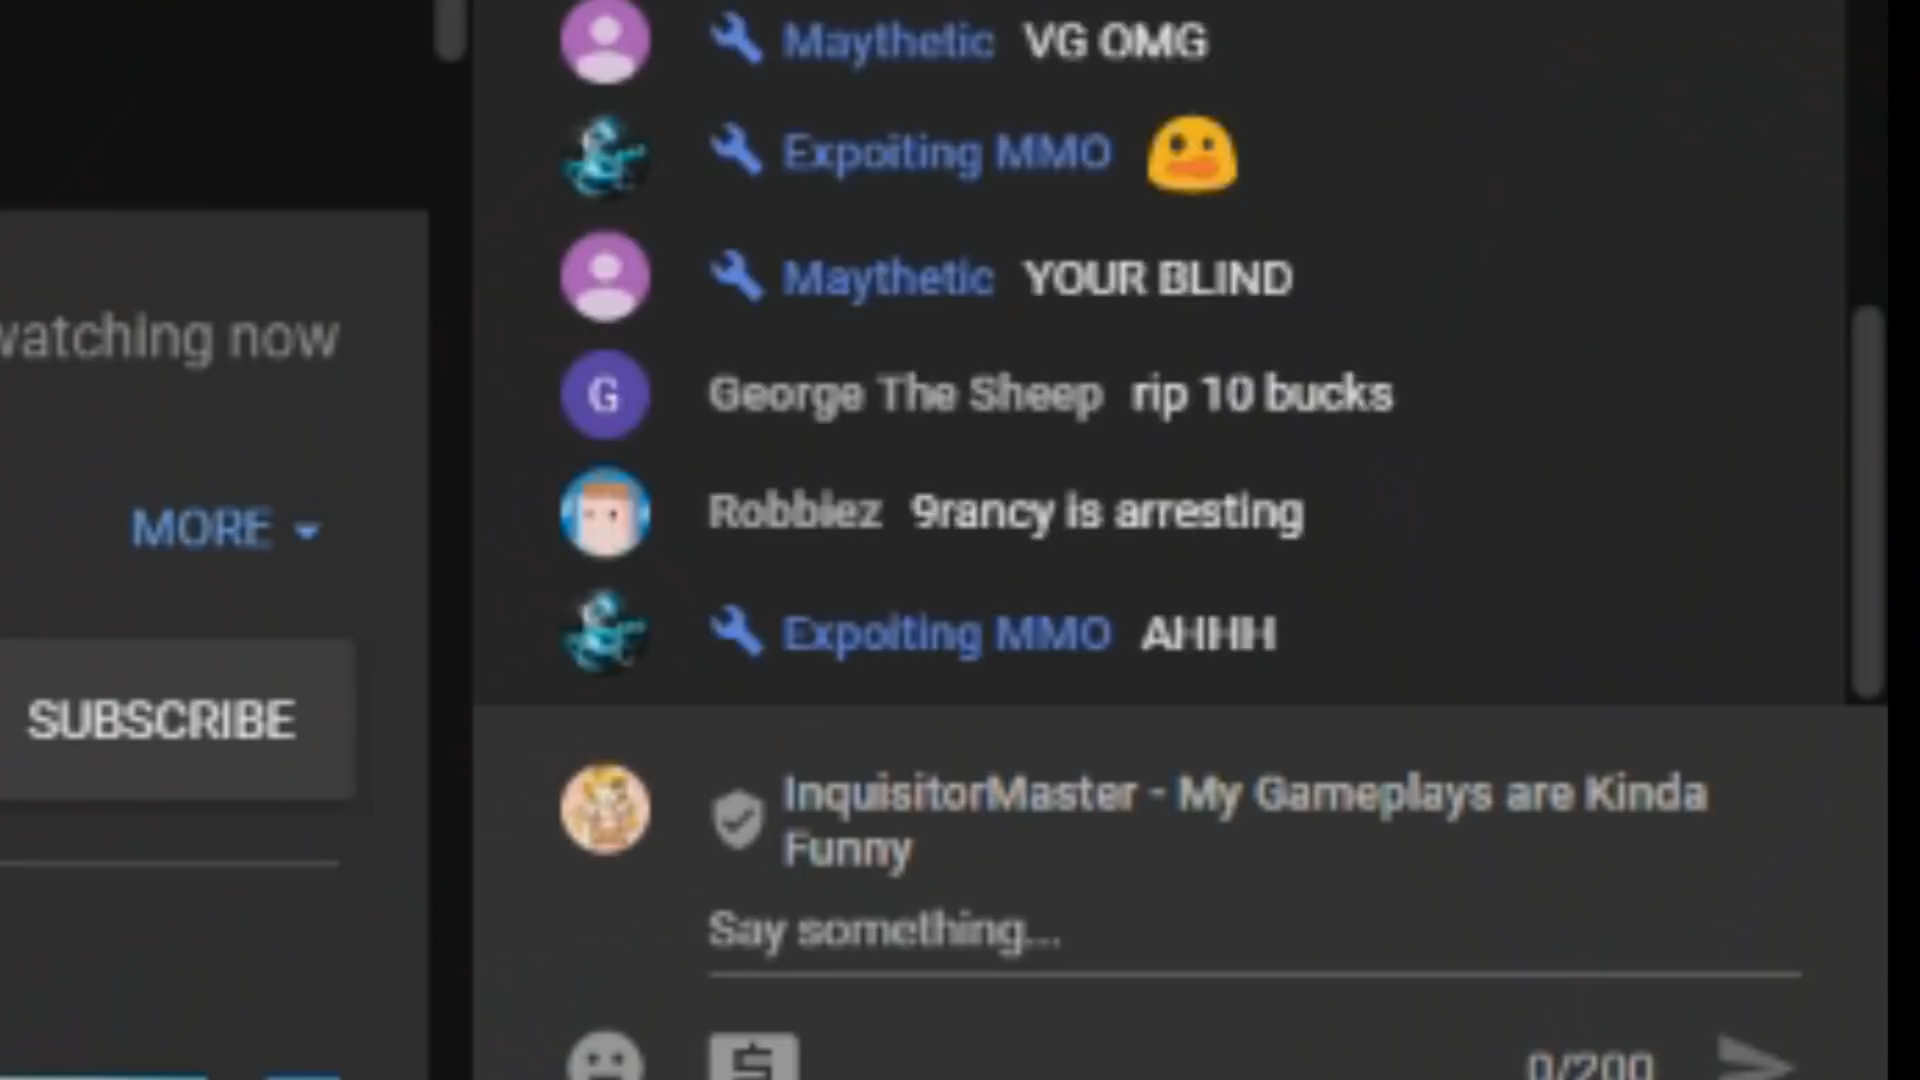 Maythetic VG OMG
Expoiting MMO
Maythetic YOUR BLIND
watching now
G George The Sheep rip 10 bucks
Robbiez 9rancy is arresting
MORE
Expoiting MMO AHHH
SUBSCRIBE
InquisitorMaster - My Gameplays are Kinda
Funny
Say something...
0/200